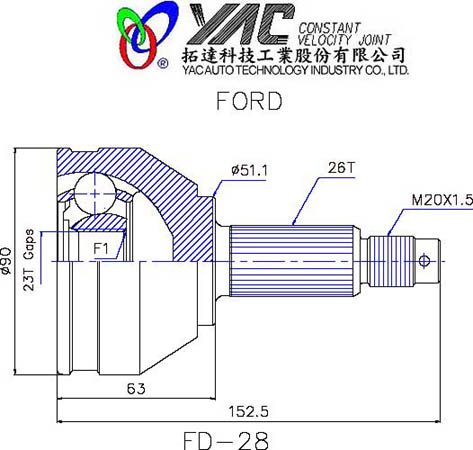 YAC CONSTANT
VELOCITY JOINT
拓達科技工業股份有限公司
YAC AUTO TECHNOLOGY INDUSTRY CO., LTD.
FORD
ø51.1
26T
M20X1.5
F1
ø90
23T Gaps
63
152.5
FD-28